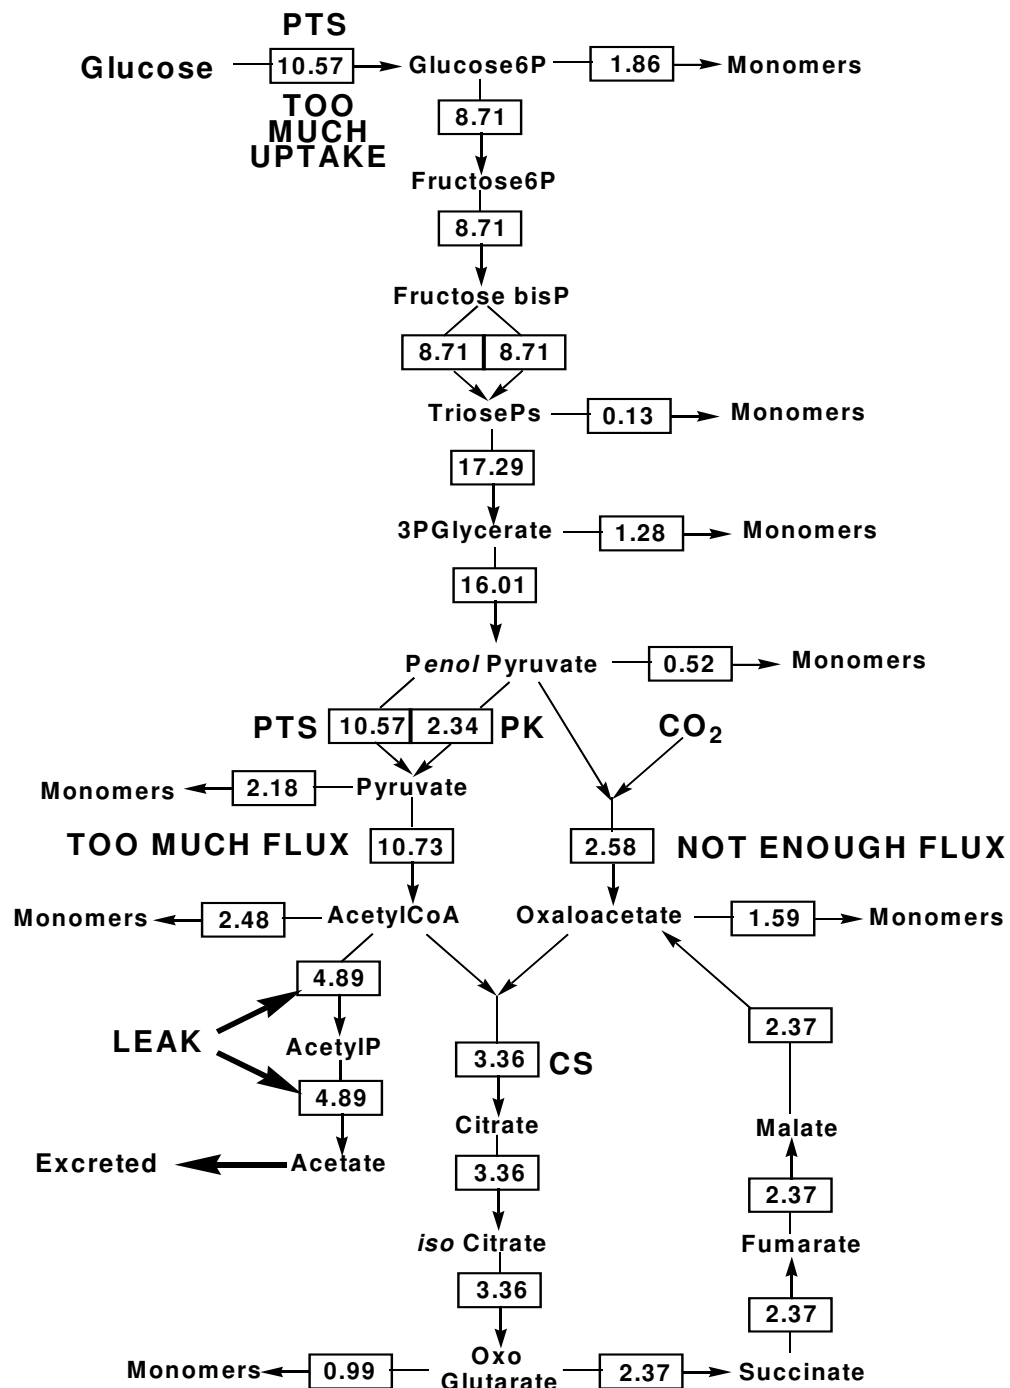 PTS
Glucose 10.57 Glucose6P 1.86 Monomers
TOO
MUCH
UPTAKE
8.71
Fructose6P
8.71
Fructose bisP
8.71 8.71
TriosePs 0.13 Monomers
17.29
3PGlycerate 1.28 Monomers
16.01
Penol Pyruvate 0.52 Monomers
PTS 10.57 2.34 PK CO2
Monomers 2.18 Pyruvate
TOO MUCH FLUX 10.73 2.58 NOT ENOUGH FLUX
Monomers 2.48 AcetylCoA Oxaloacetate 1.59 Monomers
4.89
2.37
LEAK AcetylP
3.36 CS
4.89
Citrate Malate
Excreted Acetate
3.36
2.37
iso Citrate Fumarate
3.36
2.37
Monomers 0.99 Oxo
Glutarate 2.37 Succinate